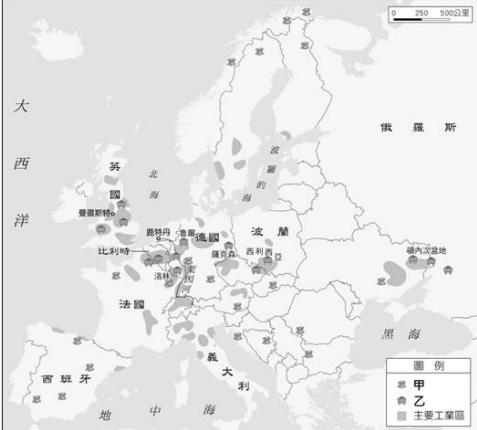 0 250 500公里
大西洋
俄羅斯
英國
北海
波羅的海
曼徹斯特
鹿特丹
魯爾
德國
波蘭
比利時
薩克森
西利西亞
頓內次盆地
洛林
萊茵河
法國
黑海
義大利
西班牙
地中海
圖例
甲
乙
主要工業區